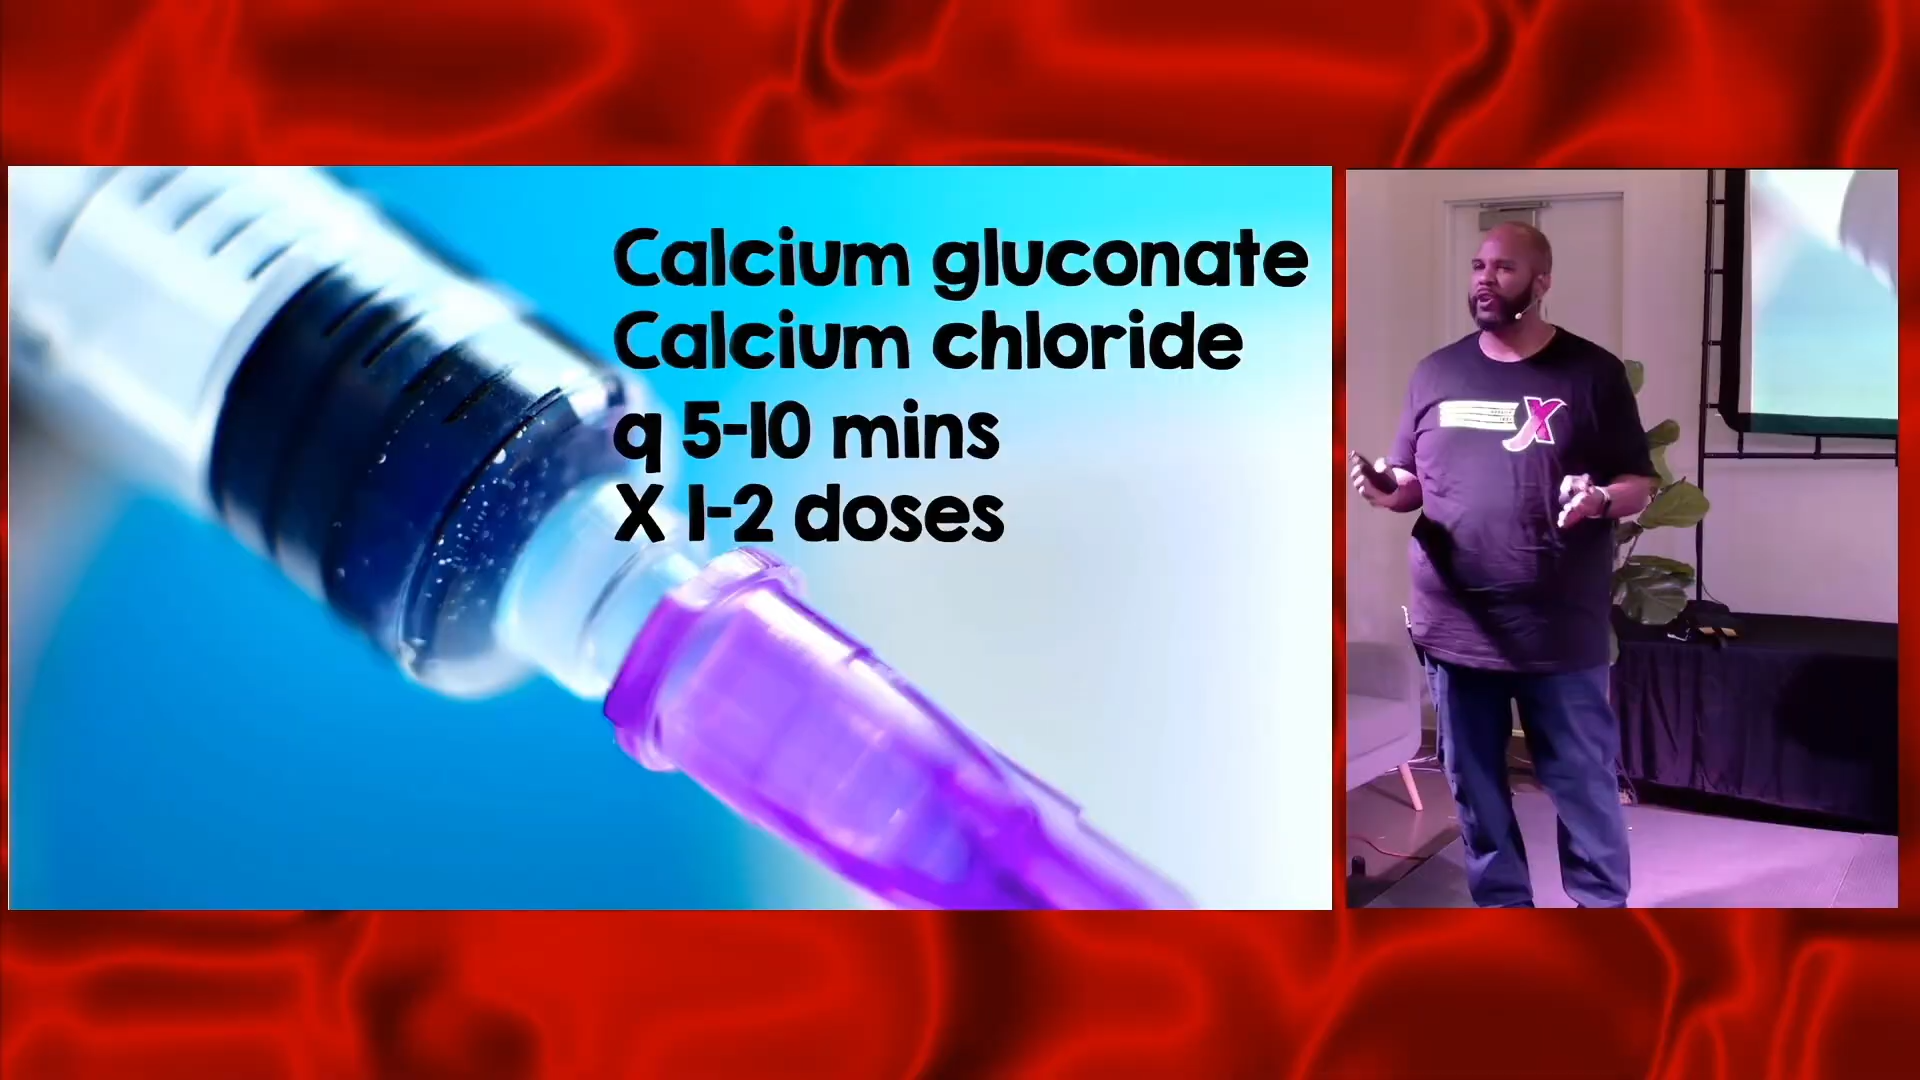 Calcium gluconate
Calcium chloride
q 5-10 mins
X 1-2 doses
X